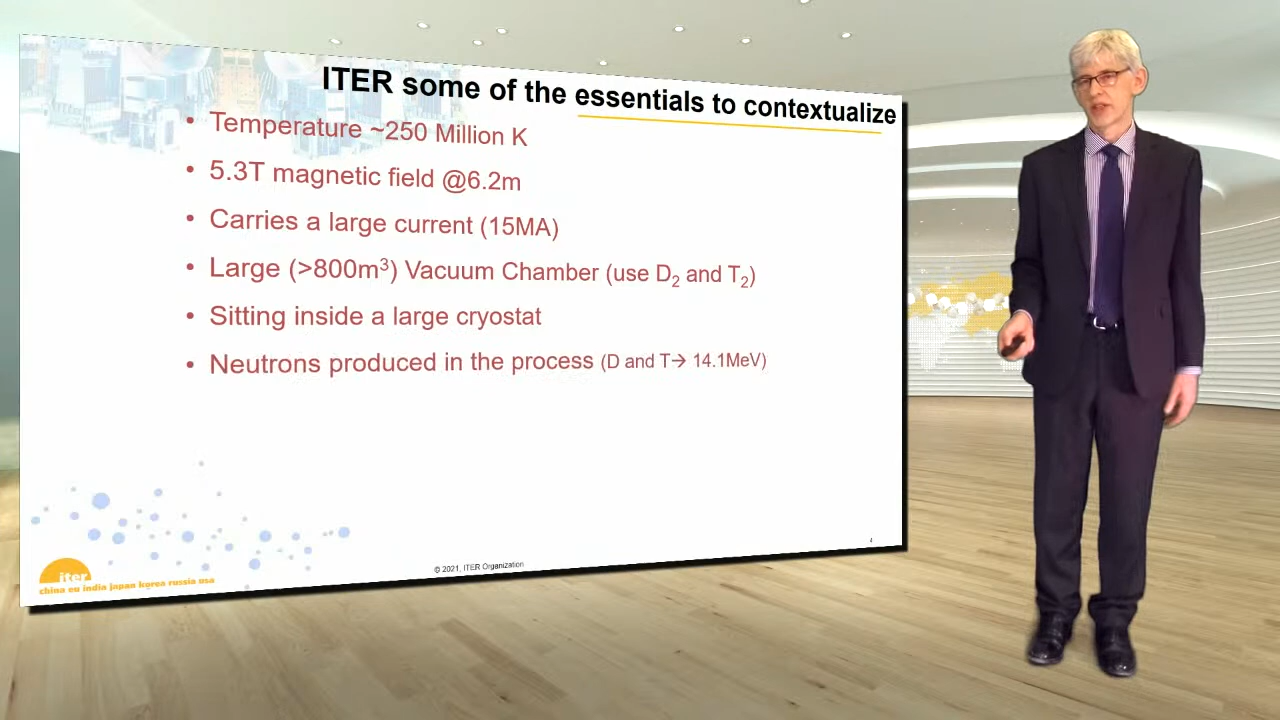 ITER some of the essentials to contextualize
• Temperature ~250 Million K
• 5.3T magnetic field @6.2m
• Carries a large current (15MA)
• Large (>800m³) Vacuum Chamber (use D₂ and T₂)
• Sitting inside a large cryostat
• Neutrons produced in the process (D and T→ 14.1MeV)
4
© 2021, ITER Organization
iter
china eu india japan korea russia usa